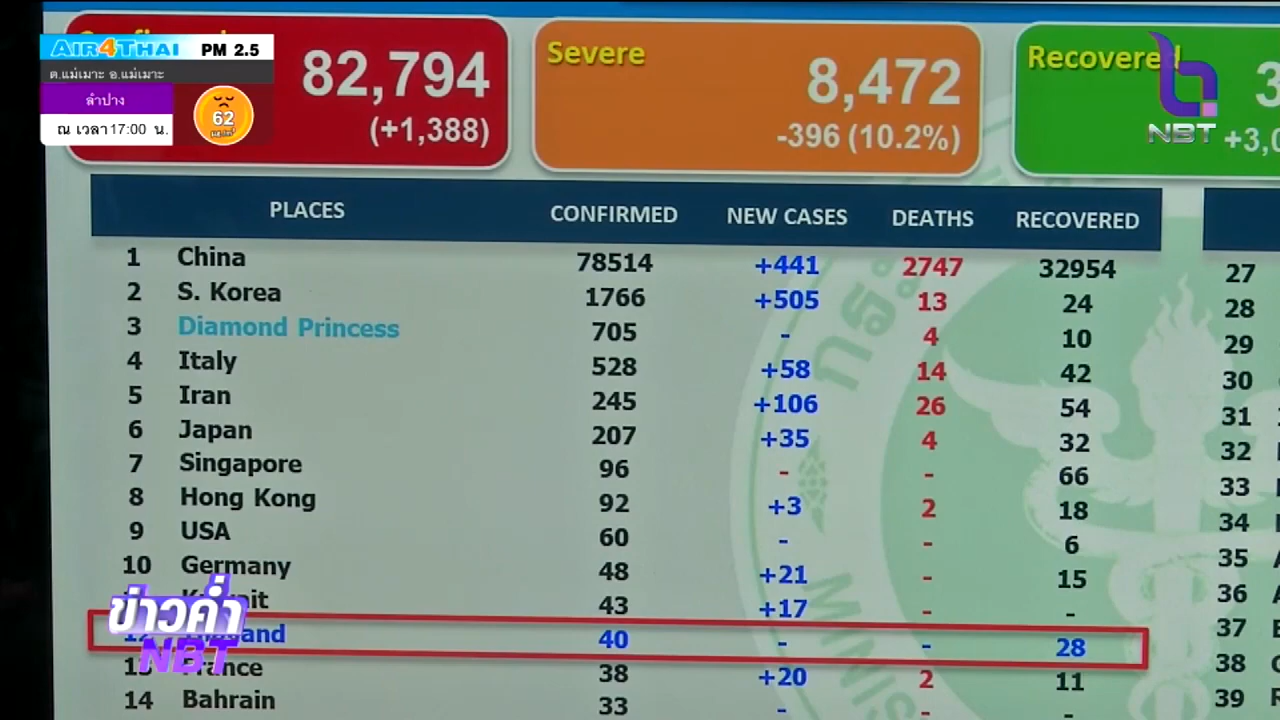 AIR4THAI PM 2.5
ต.แม่เมาะ อ.แม่เมาะ
ลำปาง
62
ณ เวลา 17:00 น.
82,794
(+1,388)
Severe
8,472
-396 (10.2%)
Recovered
NBT
PLACES CONFIRMED NEW CASES DEATHS RECOVERED
1 China 78514 +441 2747 32954
2 S. Korea 1766 +505 13 24
3 Diamond Princess 705 - 4 10
4 Italy 528 +58 14 42
5 Iran 245 +106 26 54
6 Japan 207 +35 4 32
7 Singapore 96 - - 66
8 Hong Kong 92 +3 2 18
9 USA 60 - - 6
10 Germany 48 +21 - 15
43 +17 - -
40 - - 28
13 France 38 +20 2 11
14 Bahrain 33 - - -
27
28
29
30
31
32
33
34
35
36
37
38
39
ข่าวค่ำ
NBT